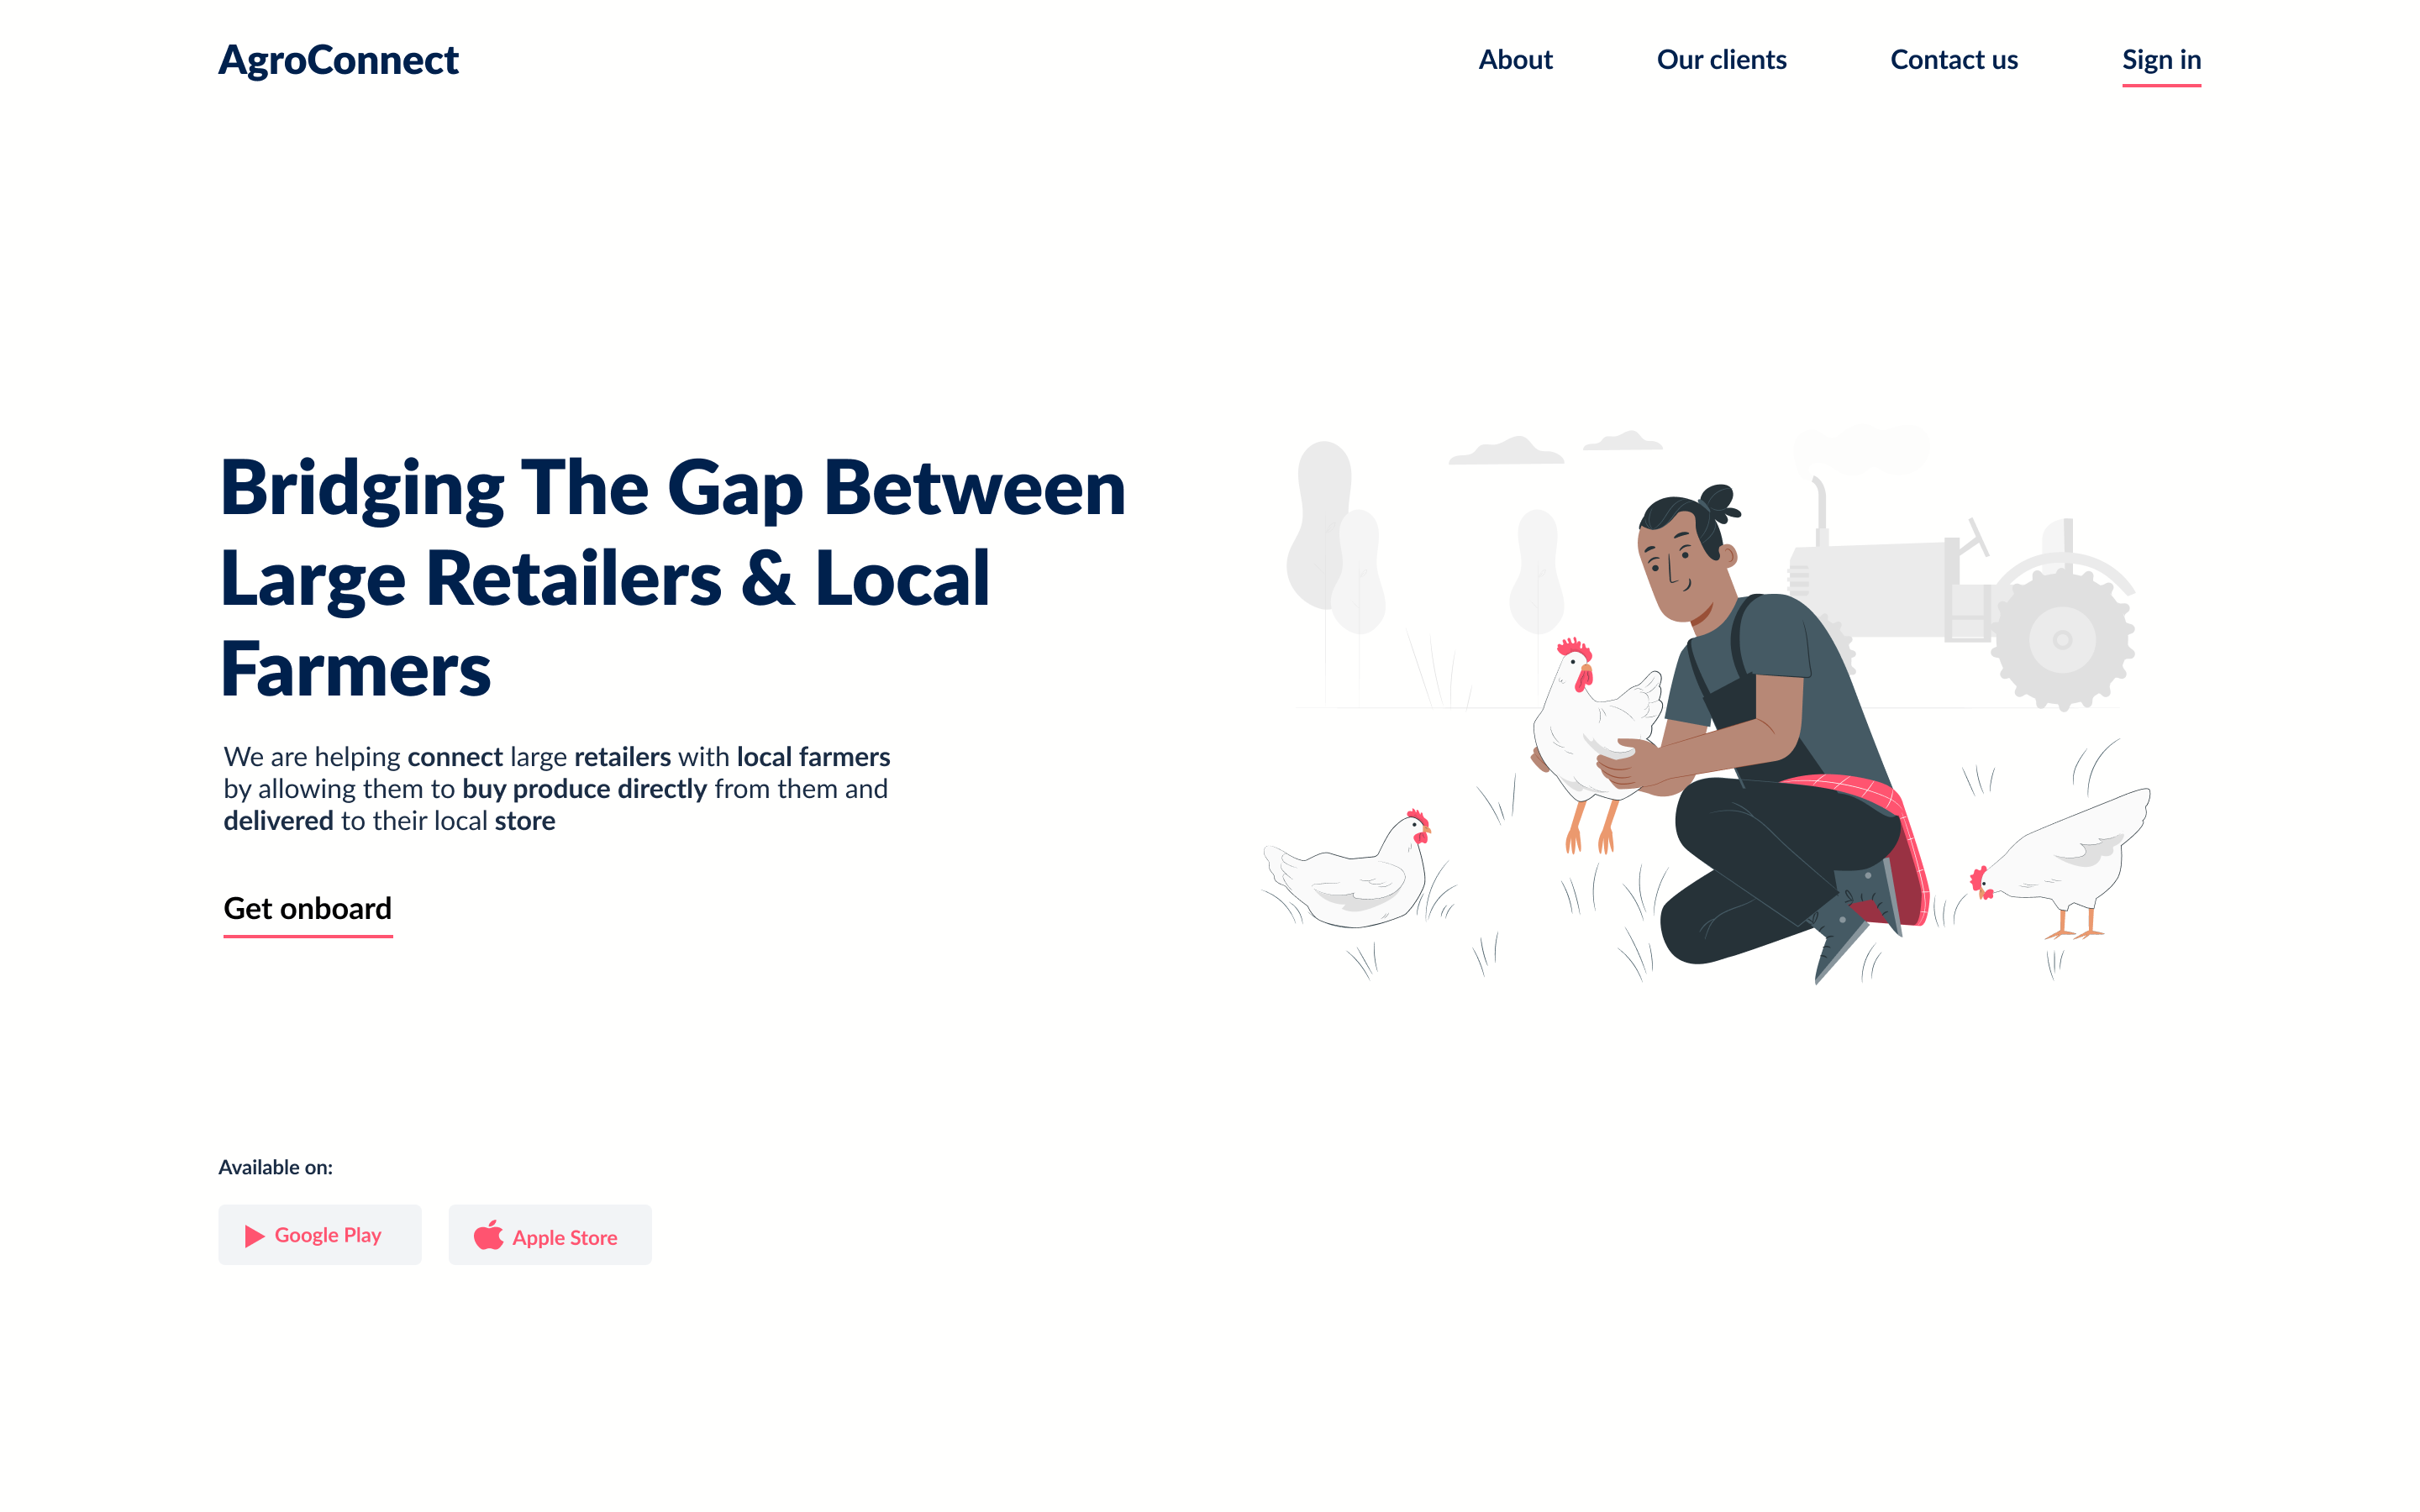 AgroConnect
About
Our clients
Contact us
Sign in
Bridging The Gap Between
Large Retailers & Local
Farmers
We are helping connect large retailers with local farmers
by allowing them to buy produce directly from them and
delivered to their local store
Get onboard
Available on:
Google Play
Apple Store